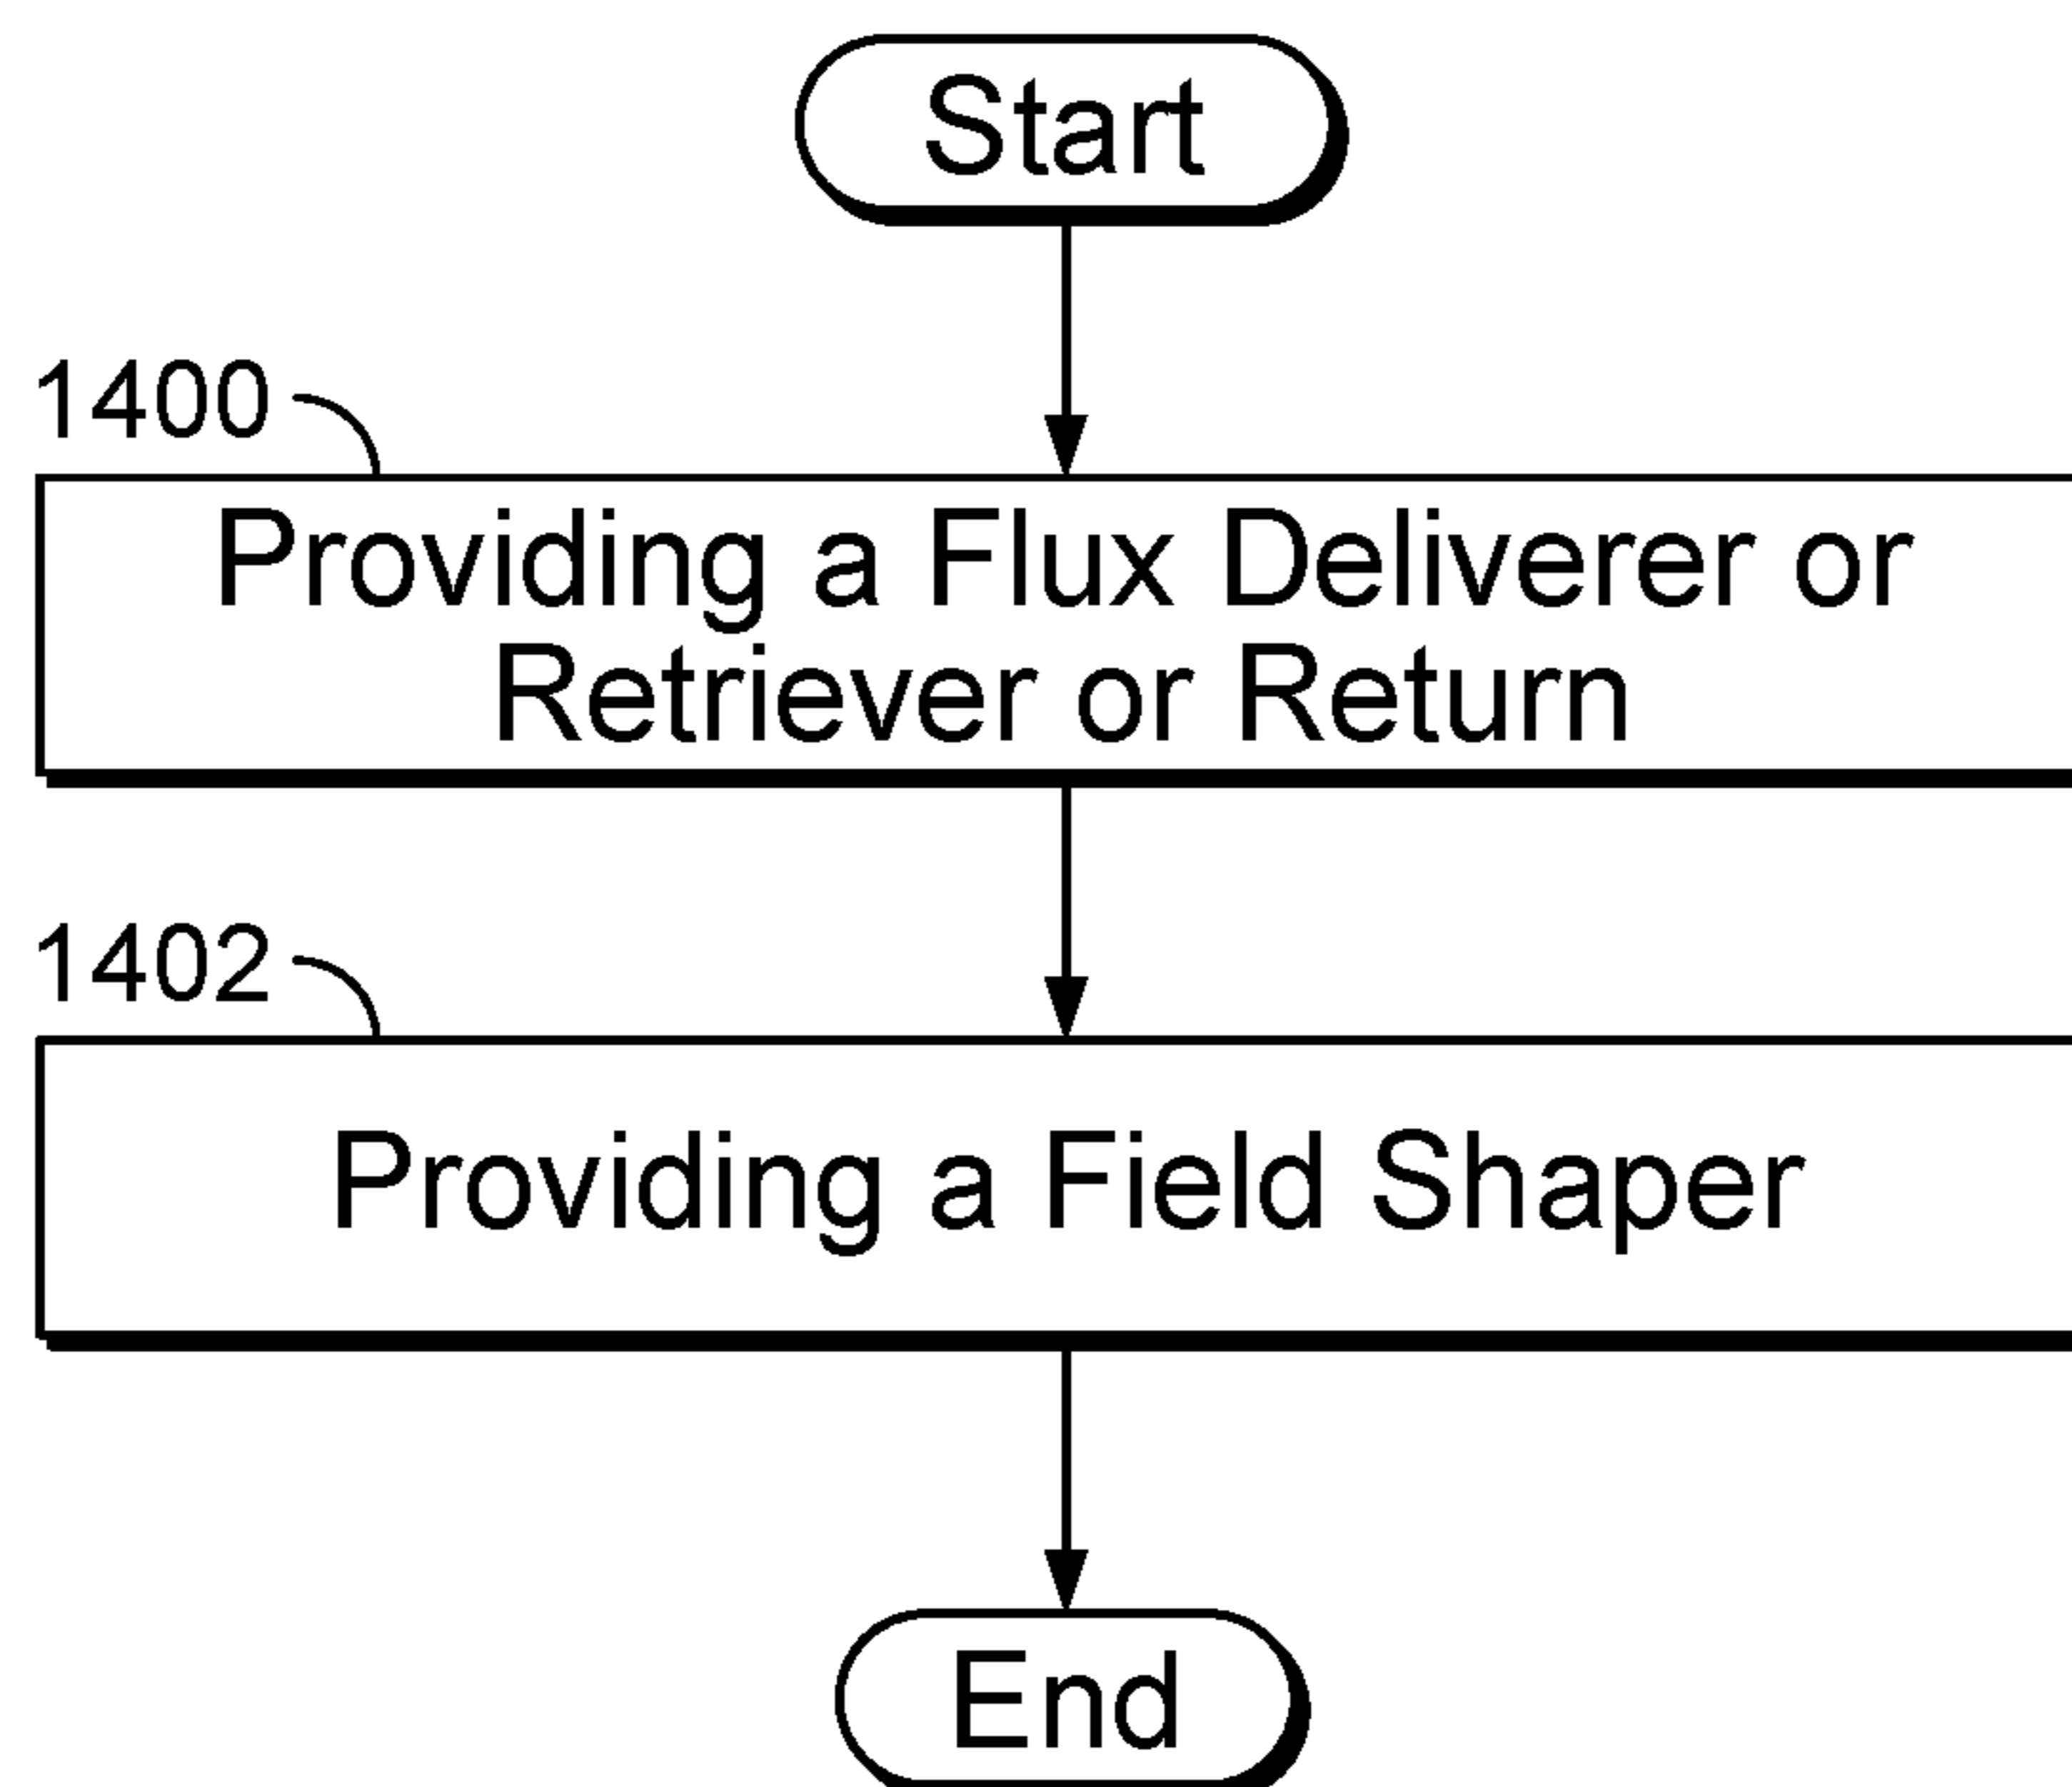 Start
1400
Providing a Flux Deliverer or
Retriever or Return
1402
Providing a Field Shaper
End